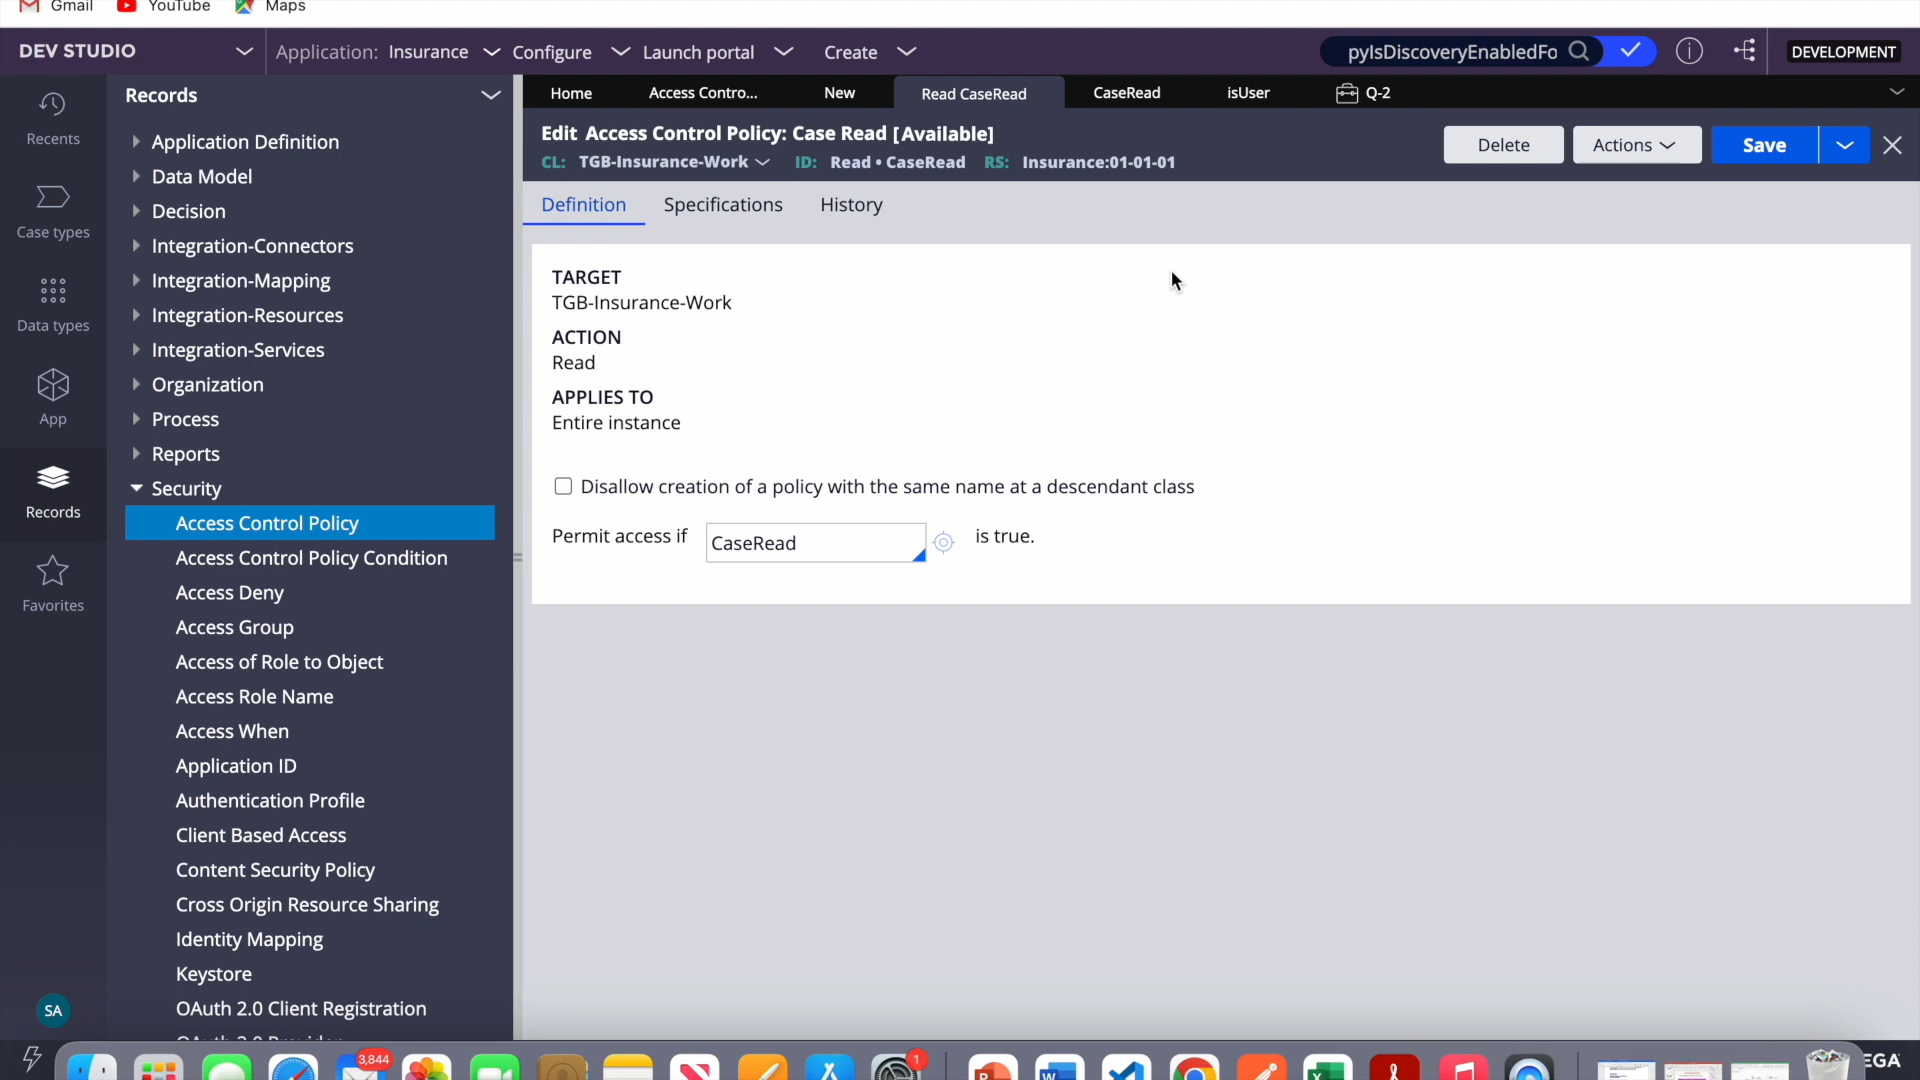 Gmail YouTube Maps
DEV STUDIO Application: Insurance Configure Launch portal Create pyIsDiscoveryEnabledFo DEVELOPMENT
Recents
Case types
Data types
App
Records
Favorites
SA
Records
Application Definition
Data Model
Decision
Integration-Connectors
Integration-Mapping
Integration-Resources
Integration-Services
Organization
Process
Reports
Security
Access Control Policy
Access Control Policy Condition
Access Deny
Access Group
Access of Role to Object
Access Role Name
Access When
Application ID
Authentication Profile
Client Based Access
Content Security Policy
Cross Origin Resource Sharing
Identity Mapping
Keystore
OAuth 2.0 Client Registration
Home Access Contro... New Read CaseRead CaseRead isUser Q-2
Edit Access Control Policy: Case Read [Available]
CL: TGB-Insurance-Work ID: Read • CaseRead RS: Insurance:01-01-01
Delete Actions Save
Definition Specifications History
TARGET
TGB-Insurance-Work
ACTION
Read
APPLIES TO
Entire instance
Disallow creation of a policy with the same name at a descendant class
Permit access if CaseRead is true.
3,844 1